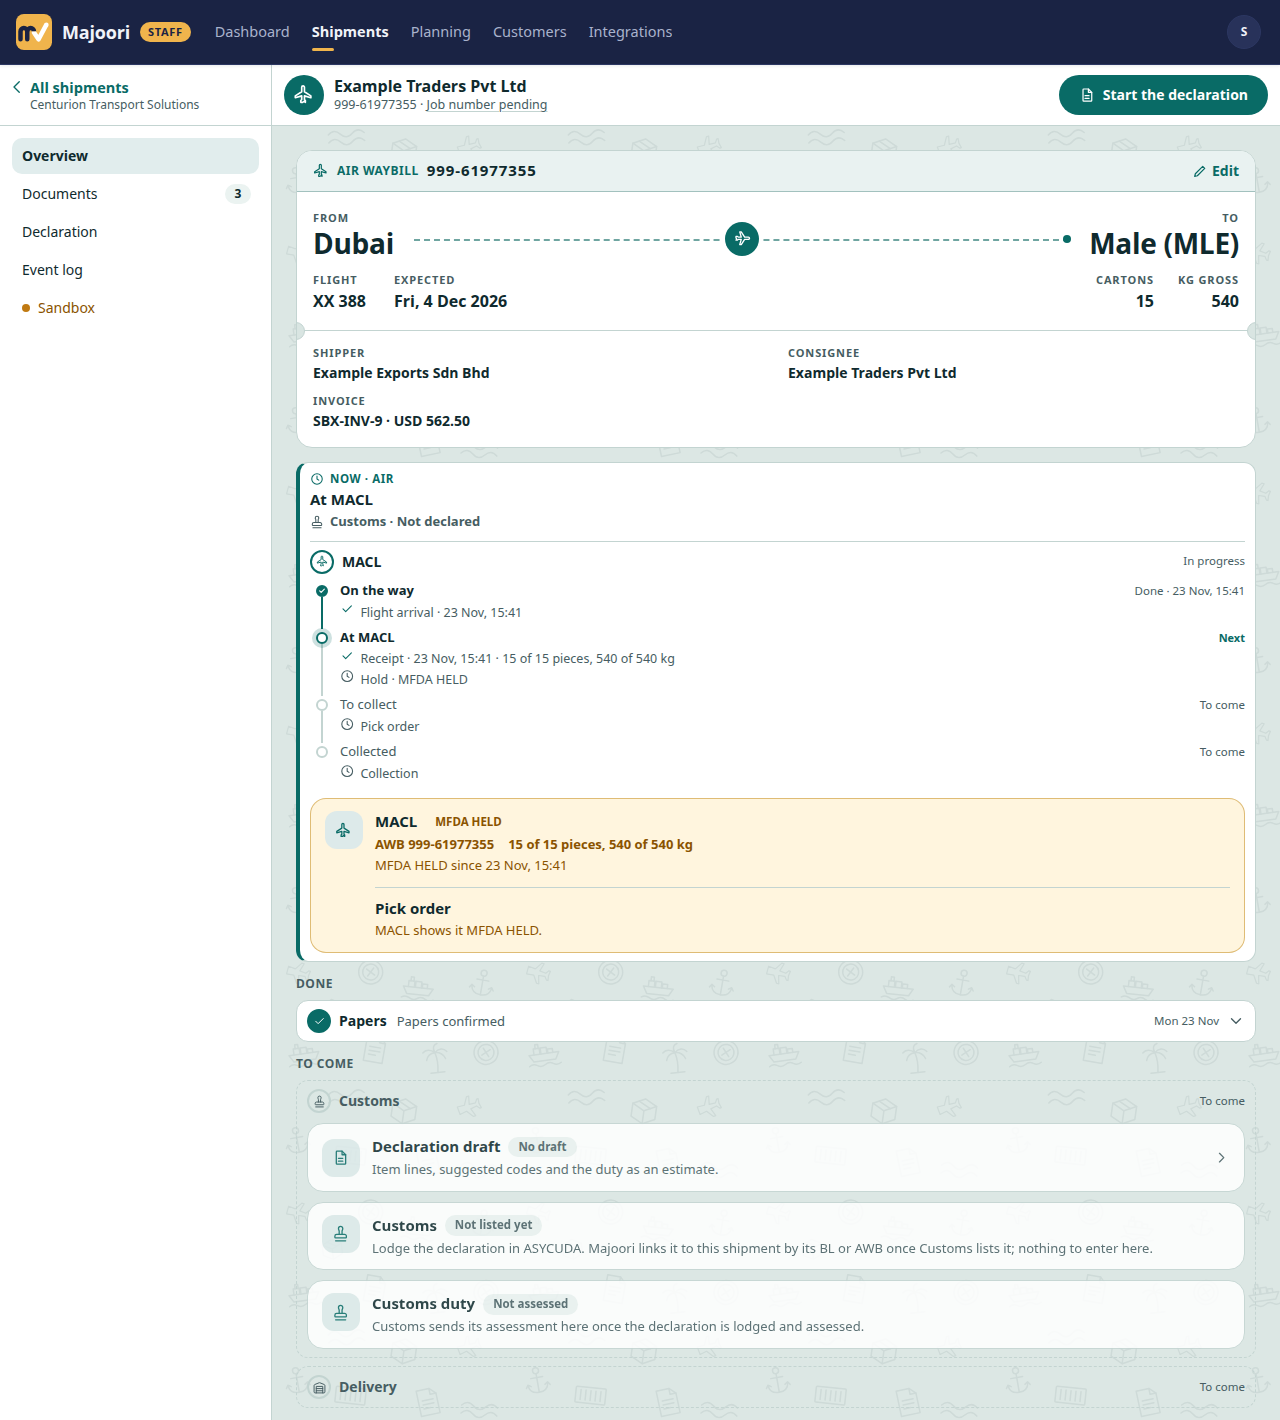 Majoori STAFF Dashboard Shipments Planning Customers Integrations S
All shipments
Centurion Transport Solutions
Example Traders Pvt Ltd
999-61977355 · Job number pending
Start the declaration
Overview
Documents 3
Declaration
Event log
Sandbox
AIR WAYBILL 999-61977355 Edit
FROM TO
Dubai Male (MLE)
FLIGHT EXPECTED CARTONS KG GROSS
XX 388 Fri, 4 Dec 2026 15 540
SHIPPER CONSIGNEE
Example Exports Sdn Bhd Example Traders Pvt Ltd
INVOICE
SBX-INV-9 · USD 562.50
NOW · AIR
At MACL
Customs · Not declared
MACL In progress
On the way Done · 23 Nov, 15:41
Flight arrival · 23 Nov, 15:41
At MACL Next
Receipt · 23 Nov, 15:41 · 15 of 15 pieces, 540 of 540 kg
Hold · MFDA HELD
To collect To come
Pick order
Collected To come
Collection
MACL MFDA HELD
AWB 999-61977355 15 of 15 pieces, 540 of 540 kg
MFDA HELD since 23 Nov, 15:41
Pick order
MACL shows it MFDA HELD.
DONE
Papers Papers confirmed Mon 23 Nov
TO COME
Customs To come
Declaration draft No draft
Item lines, suggested codes and the duty as an estimate.
Customs Not listed yet
Lodge the declaration in ASYCUDA. Majoori links it to this shipment by its BL or AWB once Customs lists it; nothing to enter here.
Customs duty Not assessed
Customs sends its assessment here once the declaration is lodged and assessed.
Delivery To come